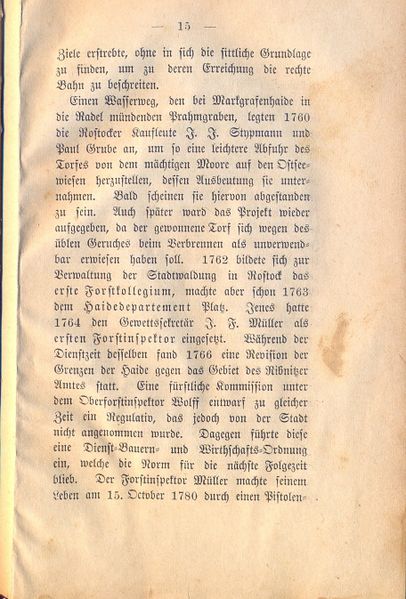 — 15 —
Ziele erstrebte, ohne in sich die sittliche Grundlage
zu finden, um zu deren Erreichung die rechte
Bahn zu beschreiten.
Einen Wasserweg, den bei Markgrafenhaide in
die Radel mündenden Prahmgraben, legten 1760
die Rostocker Kaufleute J. J. Stypmann und
Paul Grube an, um so eine leichtere Abfuhr des
Torfes von dem mächtigen Moore auf den Ostsee-
wiesen herzustellen, dessen Ausbeutung sie unter-
nahmen. Bald scheinen sie hiervon abgestanden
zu sein. Auch später ward das Projekt wieder
aufgegeben, da der gewonnene Torf sich wegen des
üblen Geruches beim Verbrennen als unverwend-
bar erwiesen haben soll. 1762 bildete sich zur
Verwaltung der Stadtwaldung in Rostock das
erste Forstkollegium, machte aber schon 1763
dem Haidedepartement Platz. Jenes hatte
1764 den Gewettsekretär J. F. Müller als
ersten Forstinspektor eingesetzt. Während der
Dienstzeit desselben fand 1766 eine Revision der
Grenzen der Haide gegen das Gebiet des Ribnitzer
Amtes statt. Eine fürstliche Kommission unter
dem Oberforstinspektor Wolff entwarf zu gleicher
Zeit ein Regulativ, das jedoch von der Stadt
nicht angenommen wurde. Dagegen führte diese
eine Dienst-Bauern- und Wirthschafts-Ordnung
ein, welche die Norm für die nächste Folgezeit
blieb. Der Forstinspektor Müller machte seinem
Leben am 15. October 1780 durch einen Pistolen-